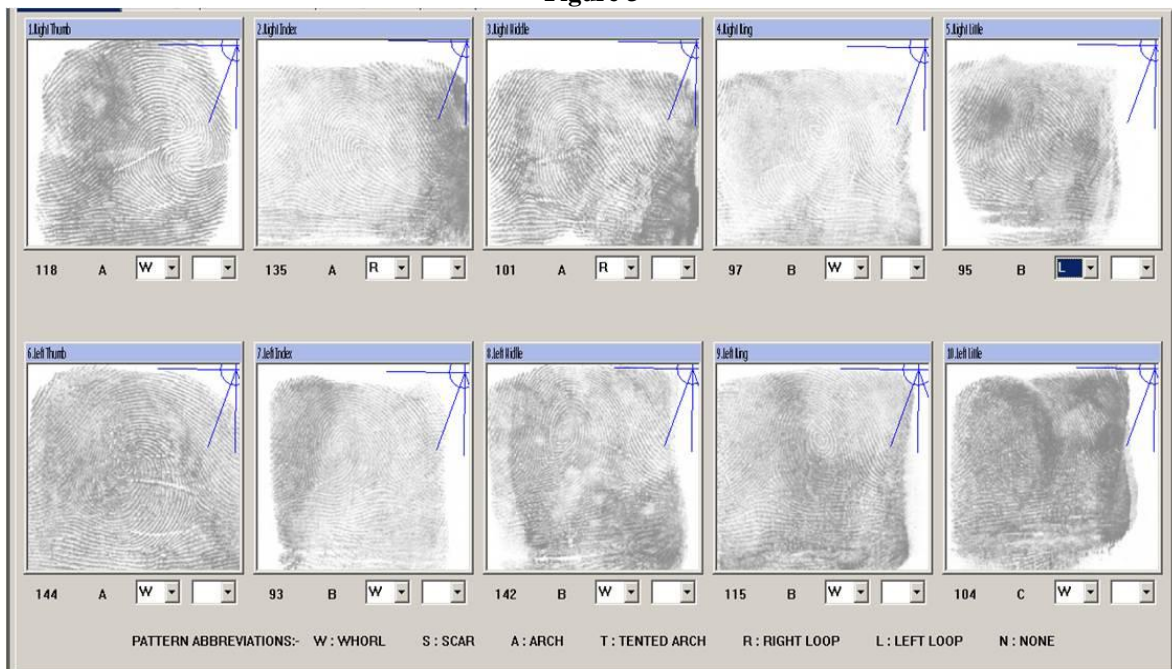 1.Right Thumb 2.Right Index 3.Right Middle 4.Right Ring 5.Right Little
118 A W 135 A R 101 A R 97 B W 95 B L
6.Left Thumb 7.Left Index 8.Left Middle 9.Left Ring 10.Left Little
144 A W 93 B W 142 B W 115 B W 104 C W
PATTERN ABBREVIATIONS:- W : WHORL S : SCAR A : ARCH T : TENTED ARCH R : RIGHT LOOP L : LEFT LOOP N : NONE